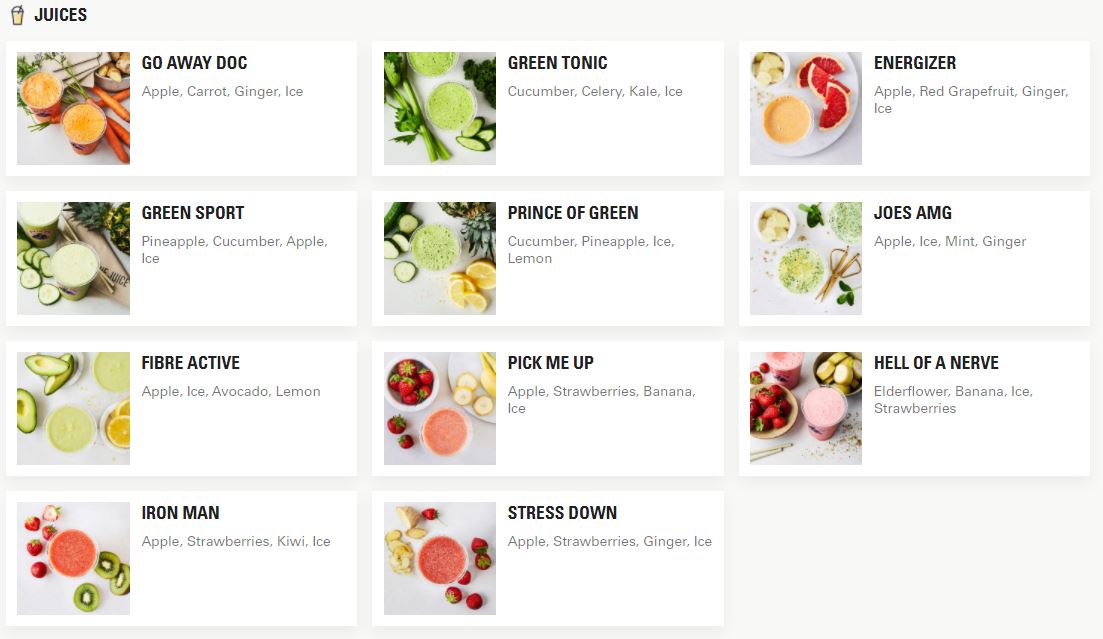 JUICES
GO AWAY DOC
Apple, Carrot, Ginger, Ice
GREEN TONIC
Cucumber, Celery, Kale, Ice
ENERGIZER
Apple, Red Grapefruit, Ginger,
Ice
GREEN SPORT
Pineapple, Cucumber, Apple,
Ice
PRINCE OF GREEN
Cucumber, Pineapple, Ice,
Lemon
JOES AMG
Apple, Ice, Mint, Ginger
FIBRE ACTIVE
Apple, Ice, Avocado, Lemon
PICK ME UP
Apple, Strawberries, Banana,
Ice
HELL OF A NERVE
Elderflower, Banana, Ice,
Strawberries
IRON MAN
Apple, Strawberries, Kiwi, Ice
STRESS DOWN
Apple, Strawberries, Ginger, Ice